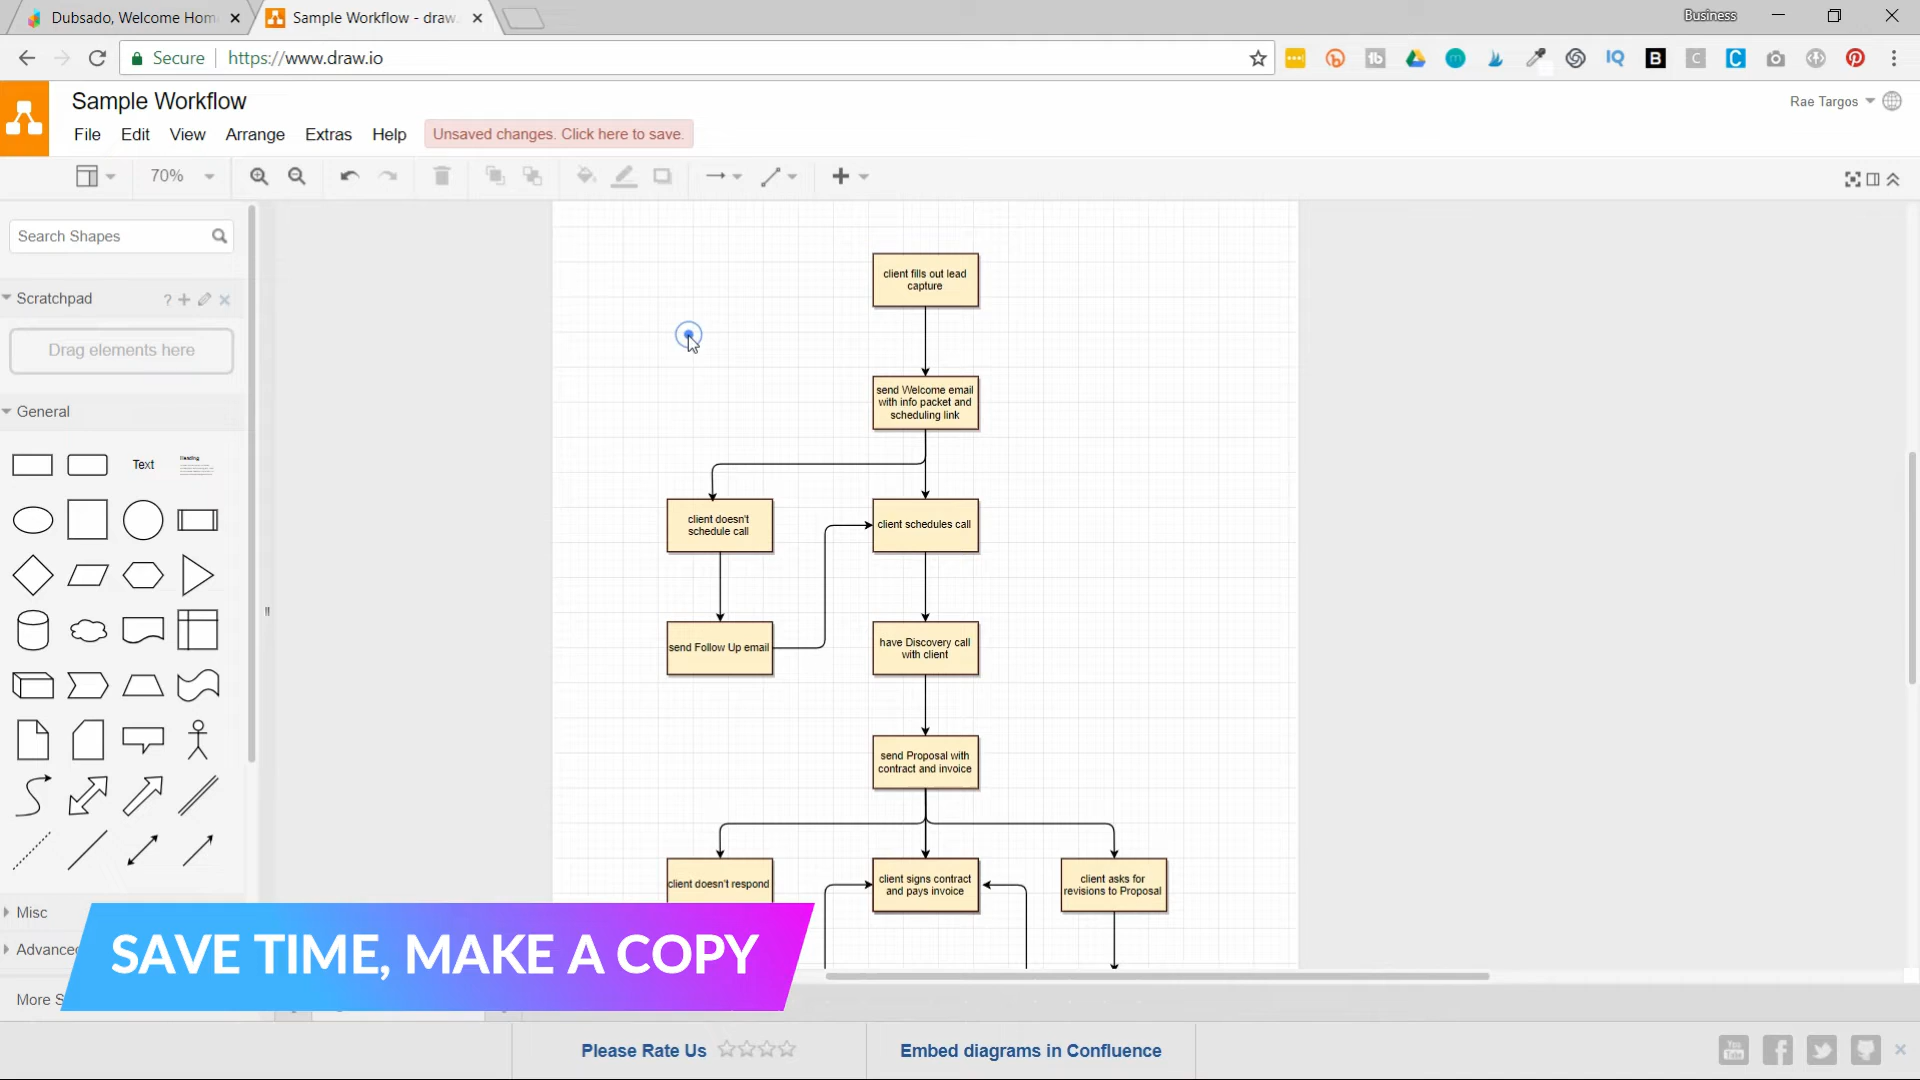 Dubsado, Welcome Hom
Sample Workflow - draw.
Business
Secure
https://www.draw.io
Sample Workflow
Rae Targos
File
Edit
View
Arrange
Extras
Help
Unsaved changes. Click here to save.
70%
Search Shapes
Scratchpad
Drag elements here
General
Text
Heading
client fills out lead
capture
send Welcome email
with info packet and
scheduling link
client doesn't
schedule call
client schedules call
send Follow Up email
have Discovery call
with client
send Proposal with
contract and invoice
client doesn't respond
client signs contract
and pays invoice
client asks for
revisions to Proposal
Misc
Advanced
More S
SAVE TIME, MAKE A COPY
Please Rate Us
Embed diagrams in Confluence